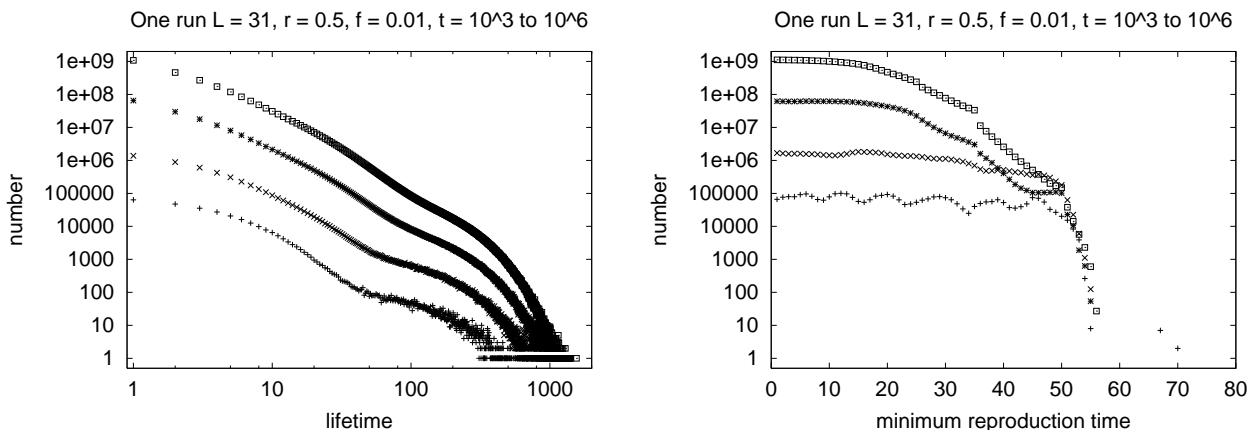 One run L = 31, r = 0.5, f = 0.01, t = 10^3 to 10^6
1e+09
1e+08
1e+07
1e+06
100000
10000
1000
100
10
1
number
1 10 100 1000
lifetime
One run L = 31, r = 0.5, f = 0.01, t = 10^3 to 10^6
1e+09
1e+08
1e+07
1e+06
100000
10000
1000
100
10
1
number
0 10 20 30 40 50 60 70 80
minimum reproduction time